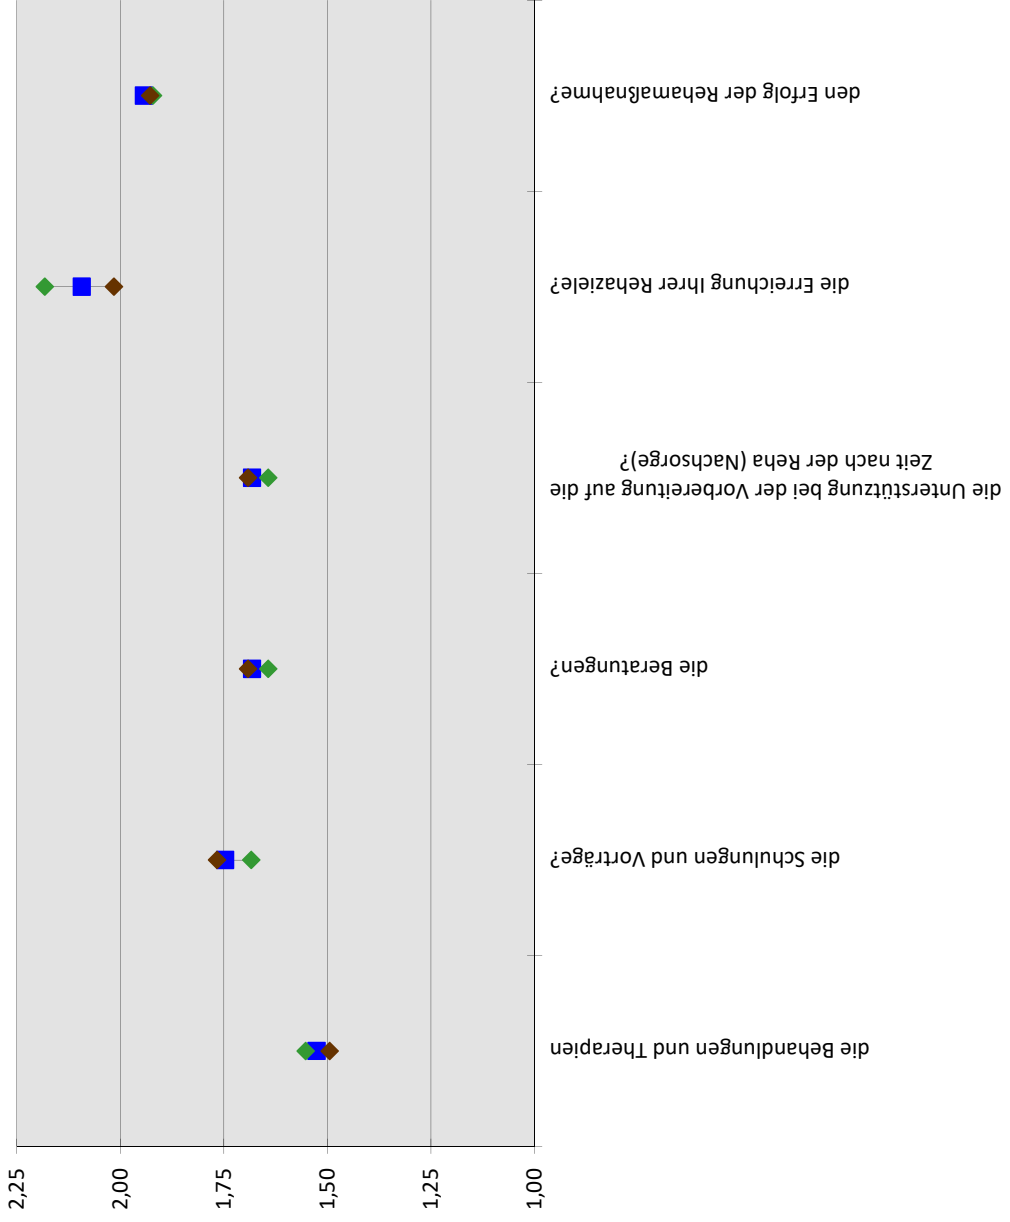 die Behandlungen und Therapien
die Schulungen und Vorträge?
die Beratungen?
die Unterstützung bei der Vorbereitung auf die
Zeit nach der Reha (Nachsorge)?
die Erreichung Ihrer Rehaziele?
den Erfolg der Rehamaßnahme?
1,00
1,25
1,50
1,75
2,00
2,25